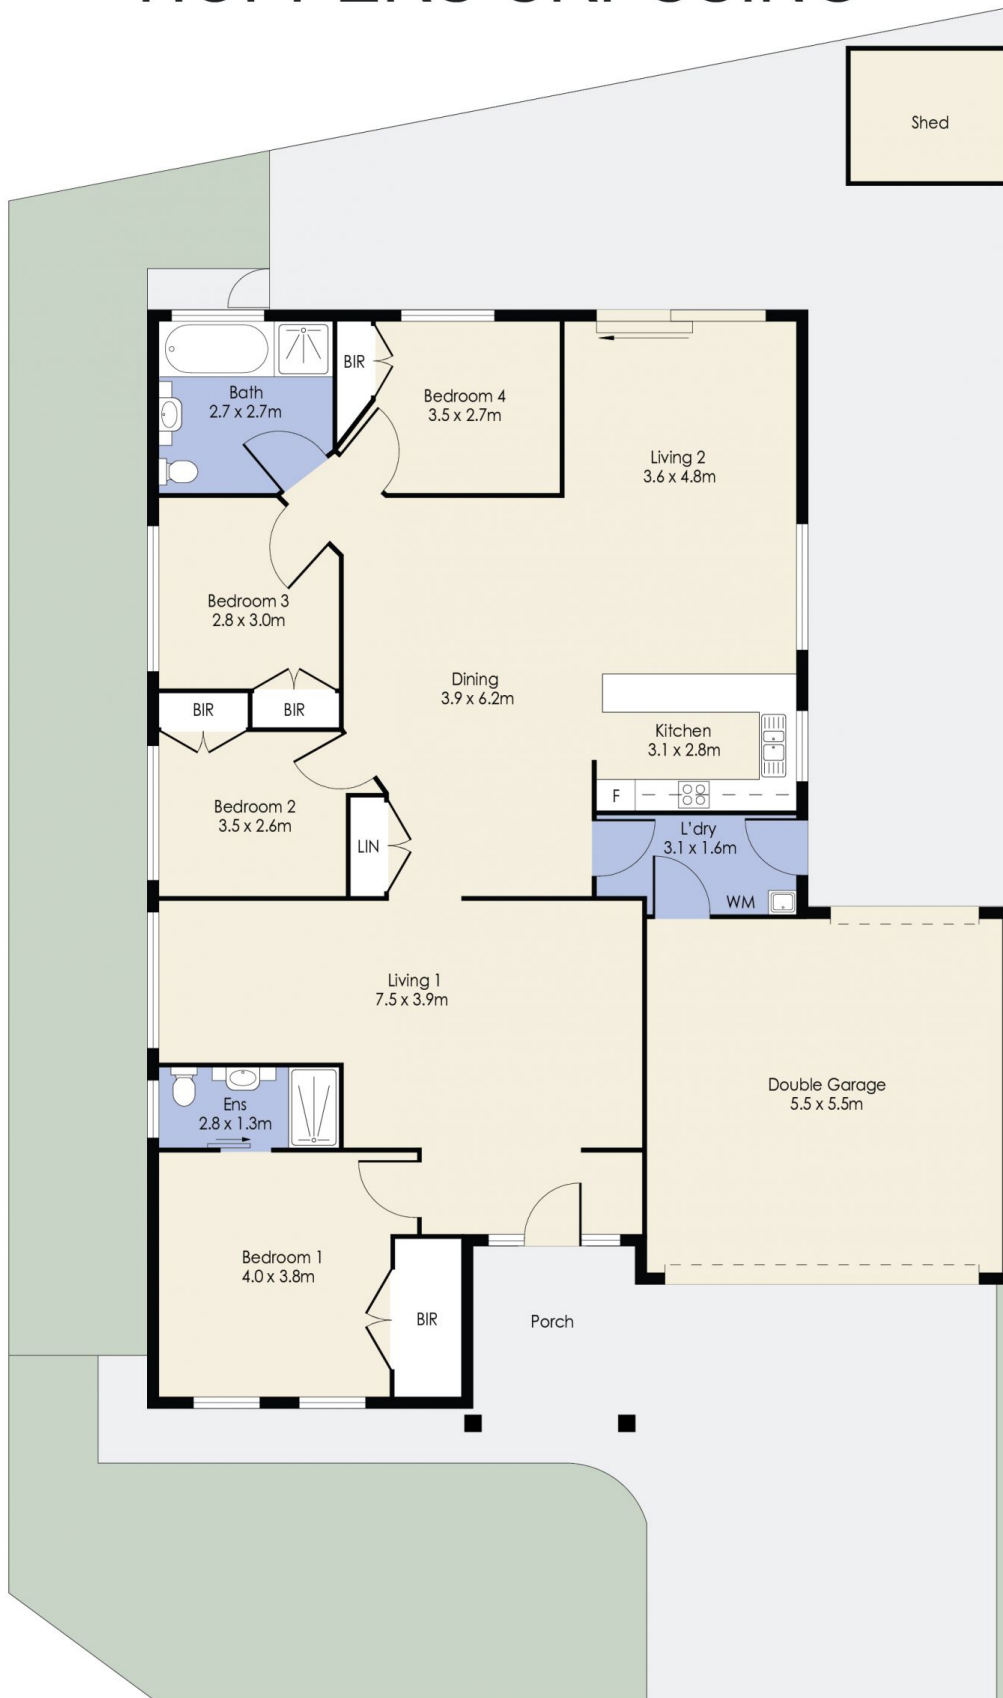 Shed
BIR
Bath
2.7 x 2.7m
Bedroom 4
3.5 x 2.7m
Living 2
3.6 x 4.8m
Bedroom 3
2.8 x 3.0m
Dining
3.9 x 6.2m
BIR
BIR
Kitchen
3.1 x 2.8m
F
Bedroom 2
3.5 x 2.6m
LIN
L'dry
3.1 x 1.6m
WM
Living 1
7.5 x 3.9m
Ens
2.8 x 1.3m
Double Garage
5.5 x 5.5m
Bedroom 1
4.0 x 3.8m
BIR
Porch